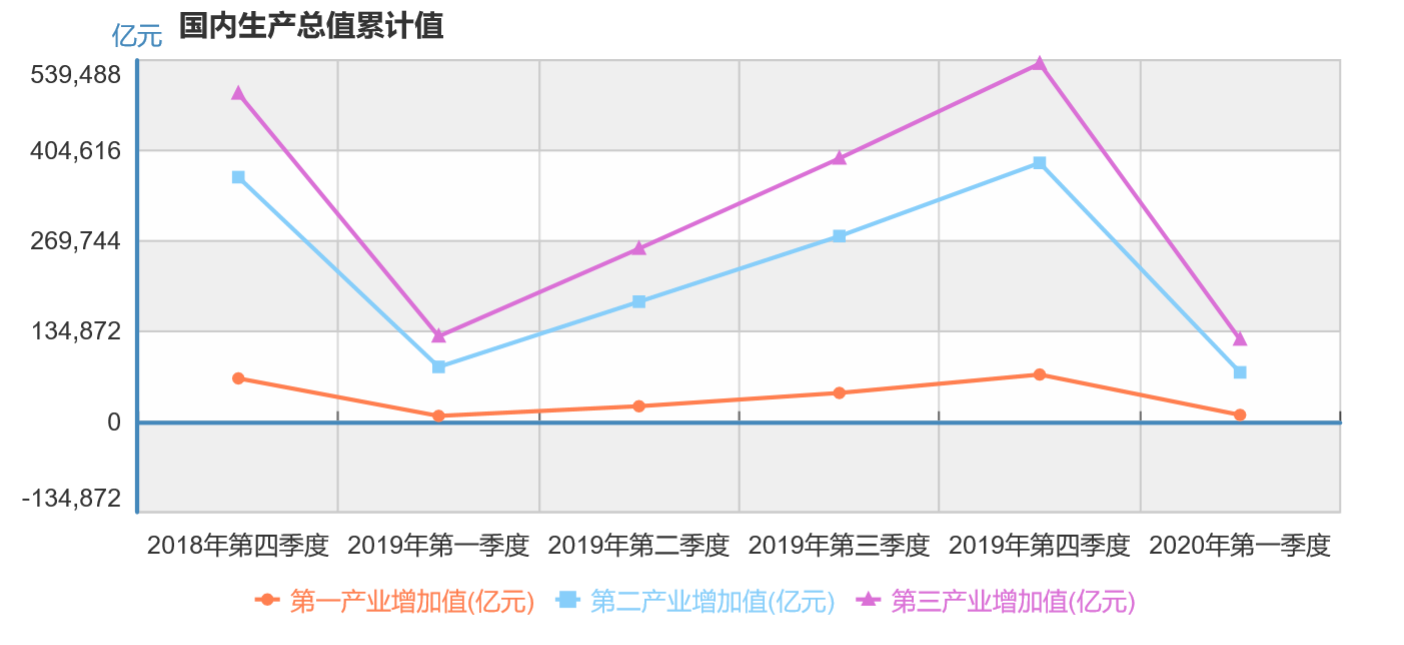 亿元 国内生产总值累计值
539,488
404,616
269,744
134,872
0
-134,872
2018年第四季度 2019年第一季度 2019年第二季度 2019年第三季度 2019年第四季度 2020年第一季度
第一产业增加值(亿元) 第二产业增加值(亿元) 第三产业增加值(亿元)